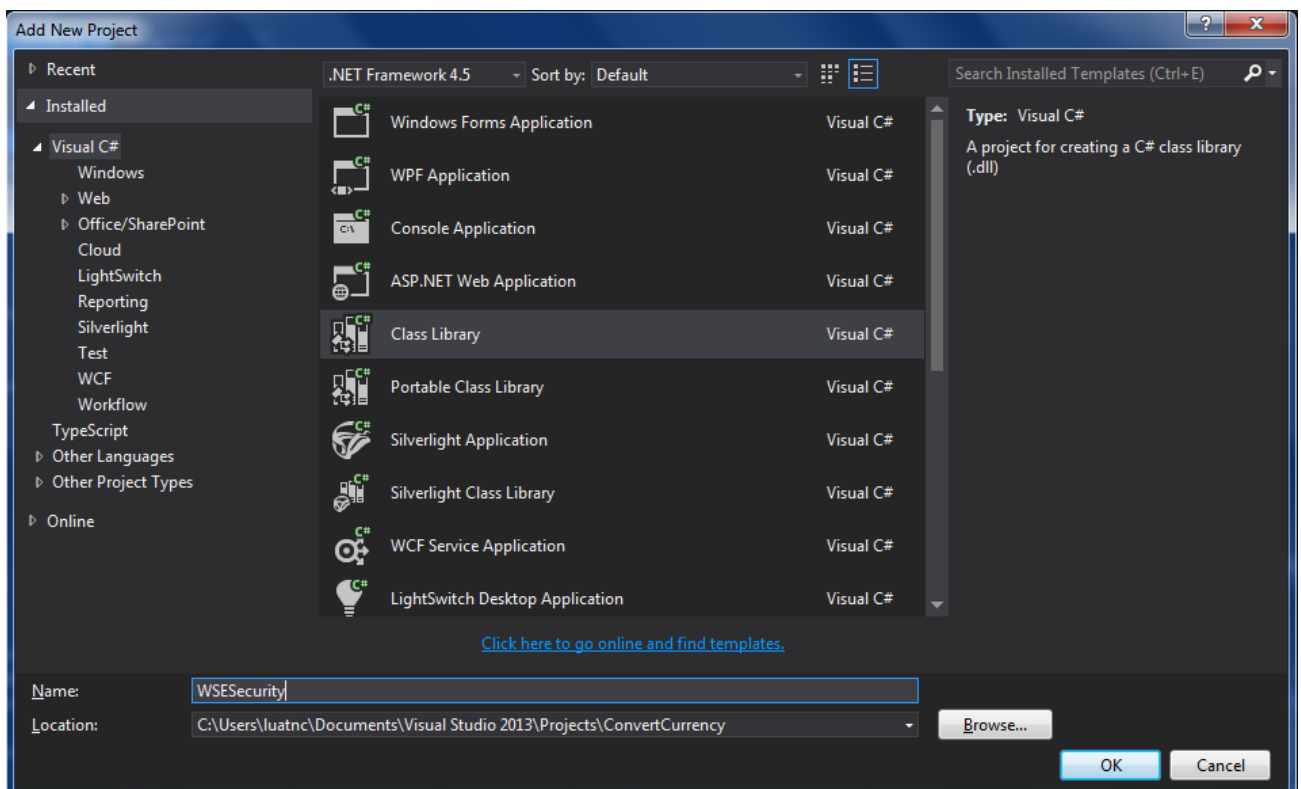 Add New Project
?
x
Recent
Installed
Visual C#
Windows
Web
Office/SharePoint
Cloud
LightSwitch
Reporting
Silverlight
Test
WCF
Workflow
TypeScript
Other Languages
Other Project Types
Online
.NET Framework 4.5
Sort by: Default
C# Windows Forms Application Visual C#
C# WPF Application Visual C#
C# C:\ Console Application Visual C#
C# ASP.NET Web Application Visual C#
C# Class Library Visual C#
C# Portable Class Library Visual C#
C# Silverlight Application Visual C#
C# Silverlight Class Library Visual C#
C# WCF Service Application Visual C#
C# LightSwitch Desktop Application Visual C#
Click here to go online and find templates.
Search Installed Templates (Ctrl+E)
Type: Visual C#
A project for creating a C# class library
(.dll)
Name: WSESecurity
Location: C:\Users\luatnc\Documents\Visual Studio 2013\Projects\ConvertCurrency
Browse...
OK Cancel